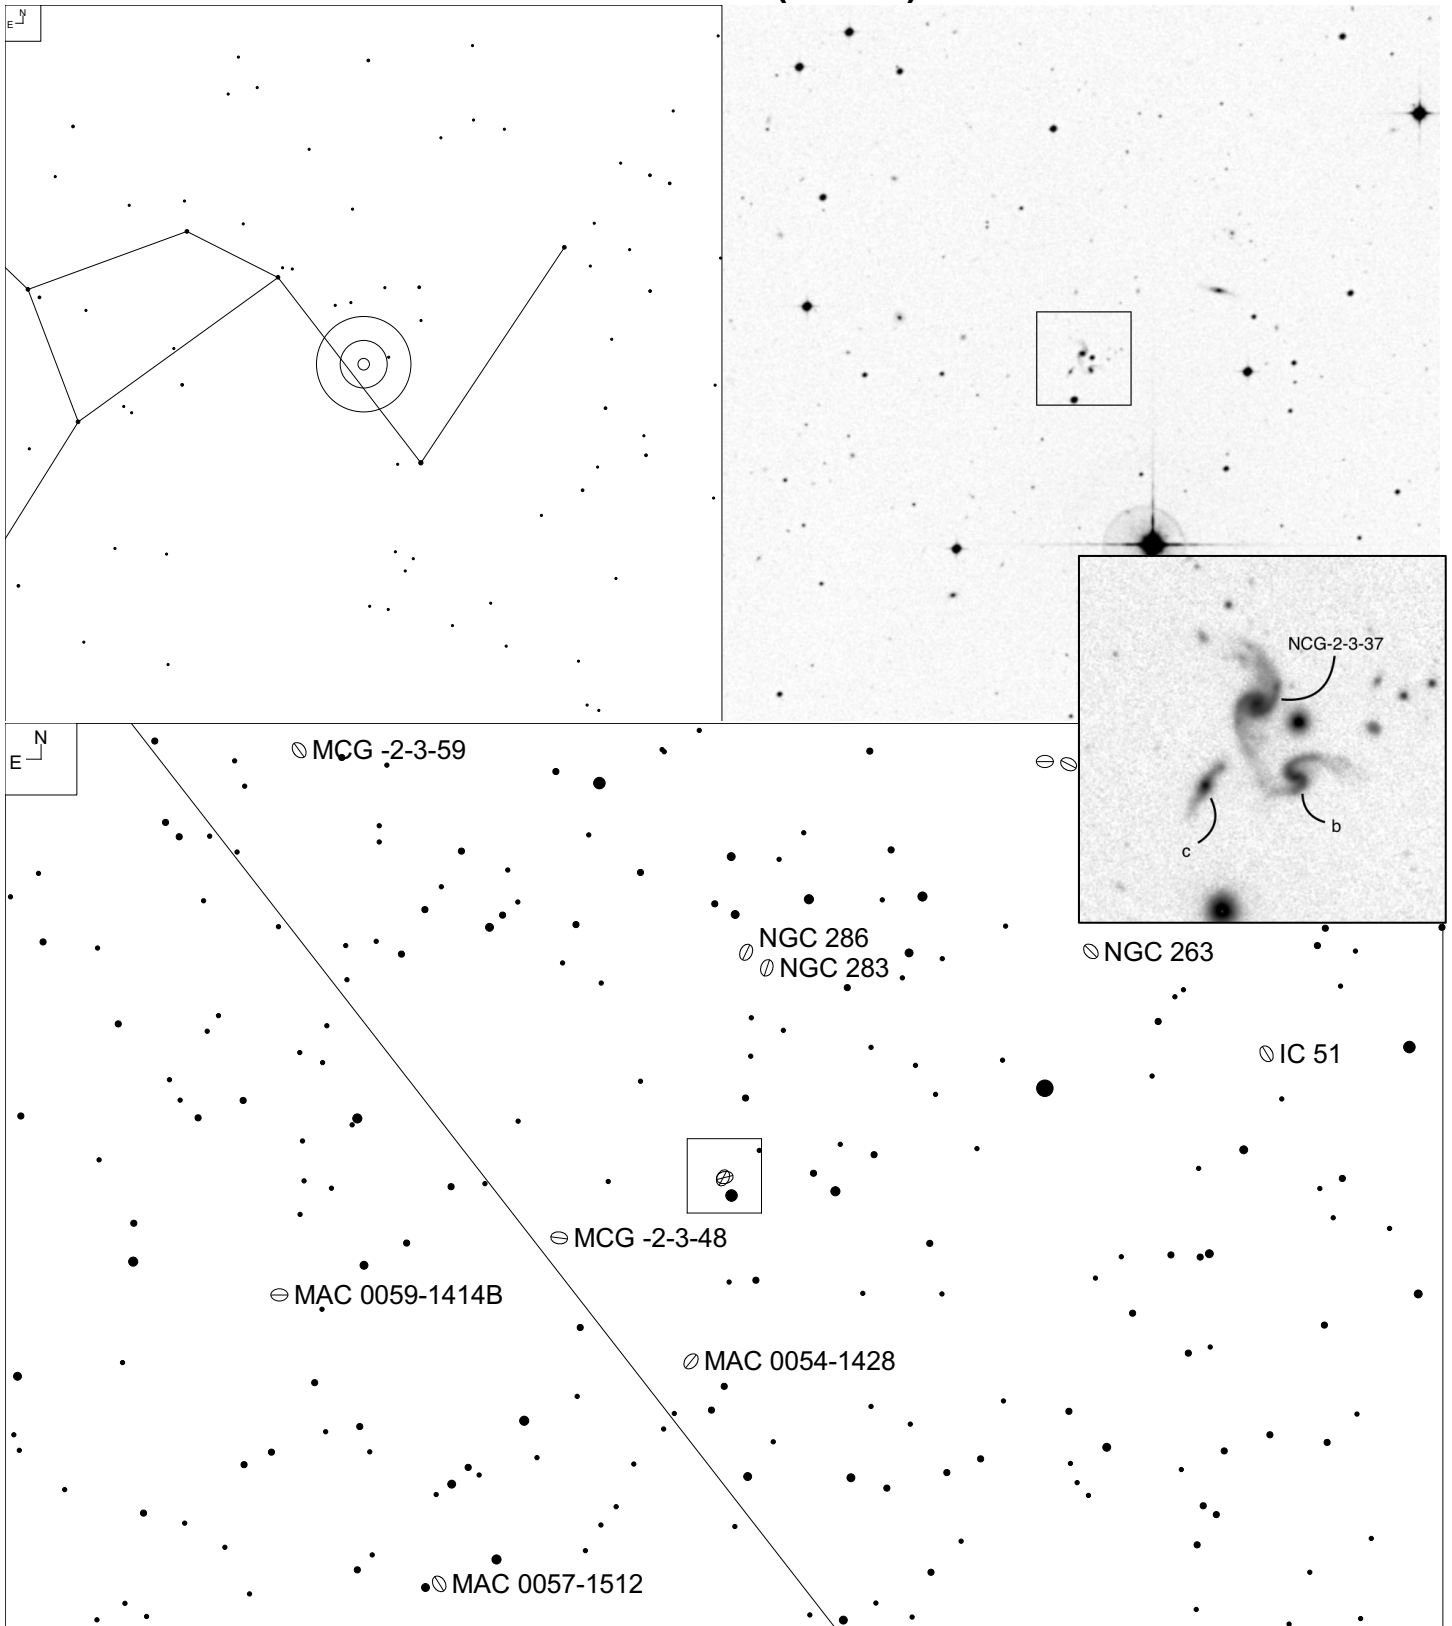 N
E
NCG-2-3-37
b
c
N
E
MCG -2-3-59
NGC 286
NGC 283
NGC 263
IC 51
MCG -2-3-48
MAC 0059-1414B
MAC 0054-1428
MAC 0057-1512